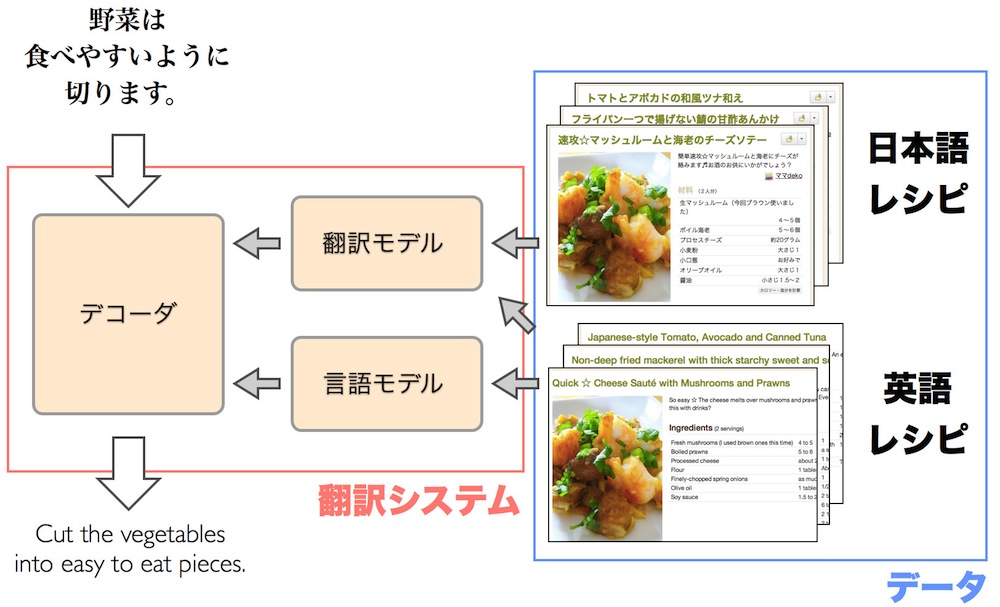 野菜は
食べやすいように
切ります。
デコーダ
翻訳モデル
言語モデル
翻訳システム
Cut the vegetables
into easy to eat pieces.
トマトとアボカドの和風ツナ和え
フライパン一つで揚げない鯖の甘酢あんかけ
速攻☆マッシュルームと海老のチーズソテー
簡単速攻☆マッシュルームと海老にチーズが
絡みます♬お酒のお供にいかがでしょう？
ママdeko
材料 （2人分）
生マッシュルーム（今回ブラウン使いまし
た）
4〜5個
ボイル海老 5〜6個
プロセスチーズ 約20グラム
小麦粉 大さじ1
小口葱 お好みで
オリーブオイル 大さじ1
醤油 小さじ1.5〜2
カロリー・塩分を計算
日本語
レシピ
Japanese-style Tomato, Avocado and Canned Tuna
Non-deep fried mackerel with thick starchy sweet and
Quick ☆ Cheese Sauté with Mushrooms and Prawns
So easy ☆ The cheese melts over mushrooms and
this with drinks?
Ingredients (2 servings)
Fresh mushrooms (I used brown ones this time) 4 to 5
Boiled prawns 5 to 6
Processed cheese about
Flour 1
Finely-chopped spring onions as
Olive oil 1
Soy sauce 1.5
英語
レシピ
データ